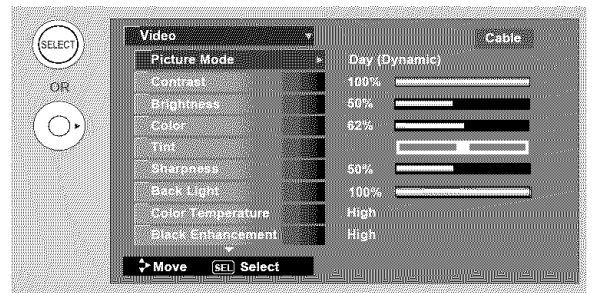 SELECT
OR
Video
Cable
Picture Mode Day (Dynamic)
Contrast 100%
Brightness 50%
Color 62%
Tint
Sharpness 50%
Back Light 100%
Color Temperature High
Black Enhancement High
Move SEL Select